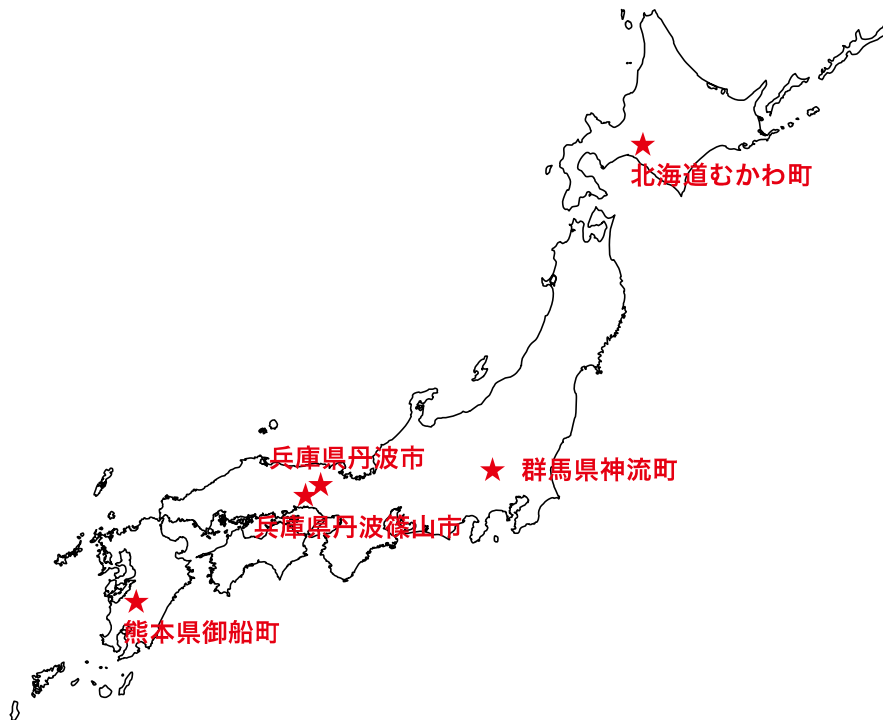 北海道むかわ町
兵庫県丹波市
群馬県神流町
兵庫県丹波篠山市
熊本県御船町